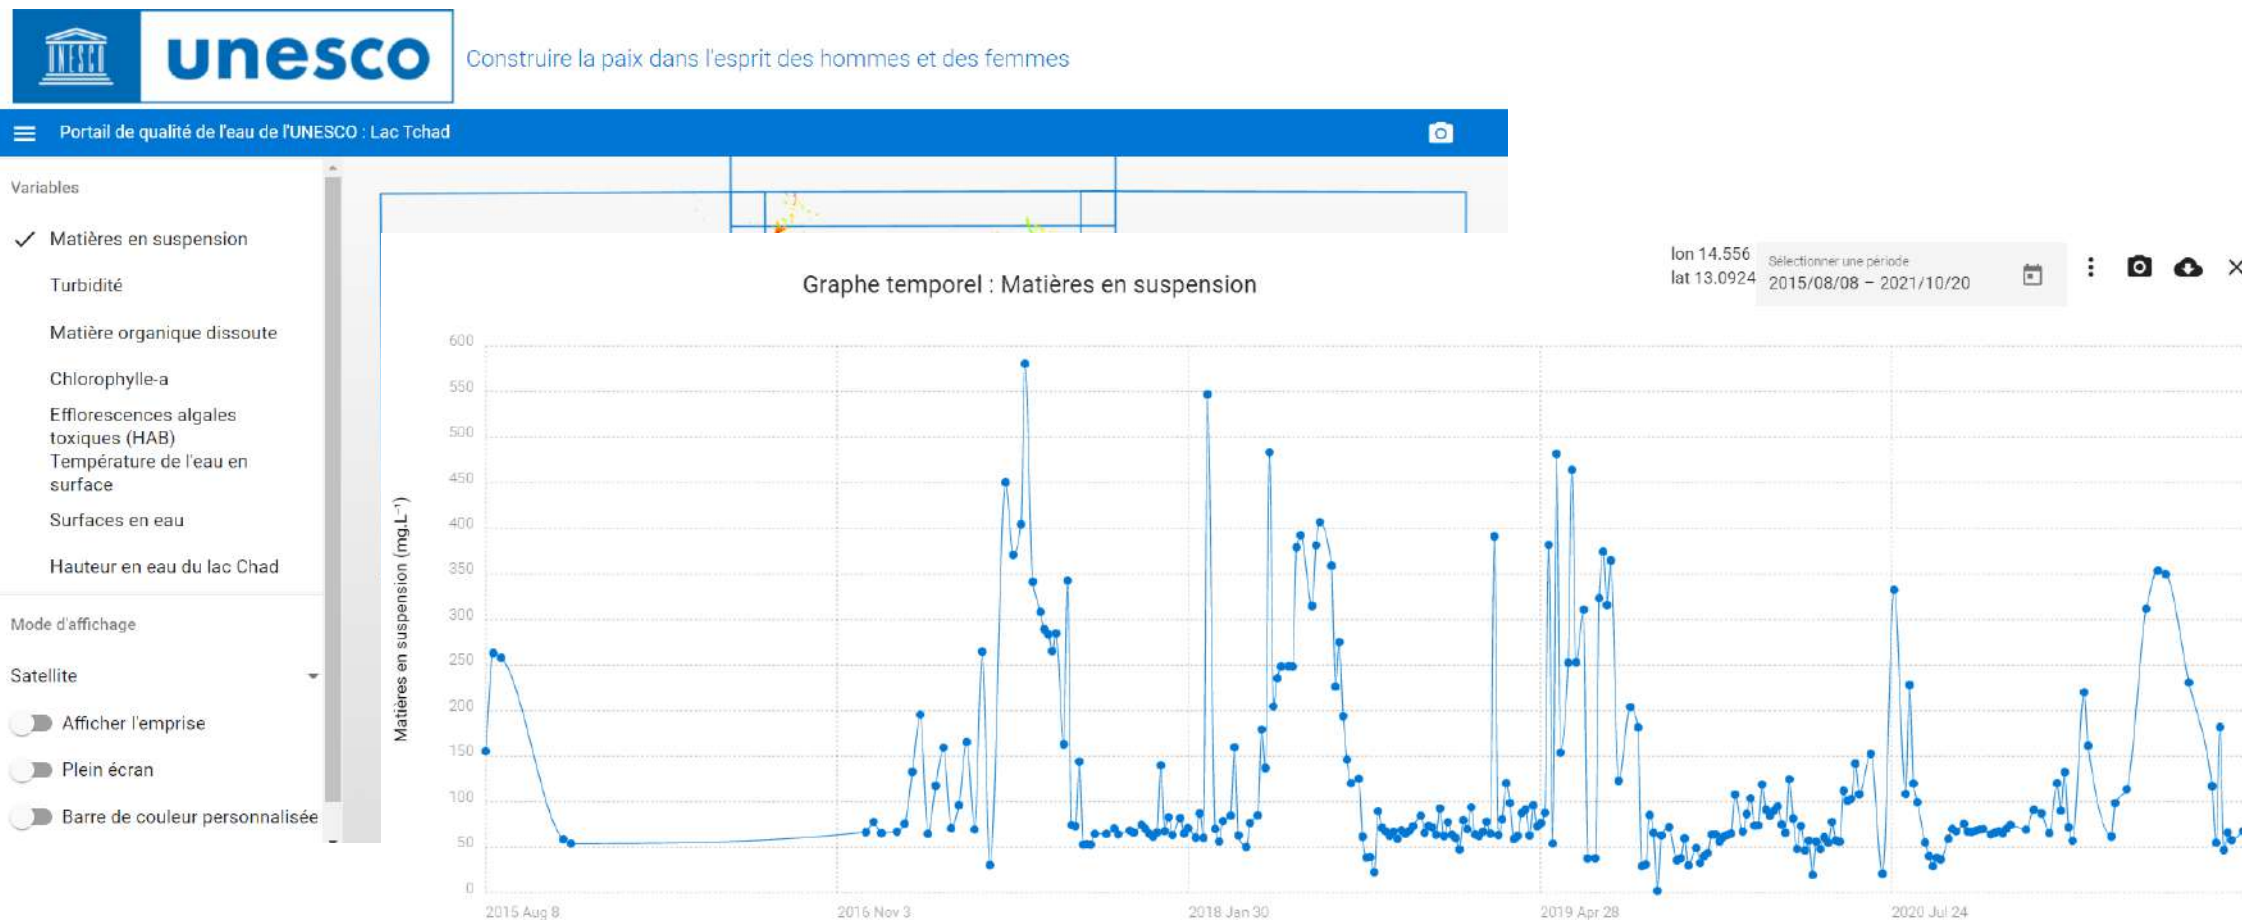 UNESCO
unesco
Construire la paix dans l'esprit des hommes et des femmes
Portail de qualité de l'eau de l'UNESCO : Lac Tchad
Variables
Matières en suspension
Turbidité
Matière organique dissoute
Chlorophylle-a
Efflorescences algales
toxiques (HAB)
Température de l'eau en
surface
Surfaces en eau
Hauteur en eau du lac Chad
Mode d'affichage
Satellite
Afficher l'emprise
Plein écran
Barre de couleur personnalisée
Graphe temporel : Matières en suspension
lon 14.556
lat 13.0924
Sélectionner une période
2015/08/08 – 2021/10/20
Matières en suspension (mg.L⁻¹)
600
550
500
450
400
350
300
250
200
150
100
50
0
2015 Aug 8
2016 Nov 3
2018 Jan 30
2019 Apr 28
2020 Jul 24